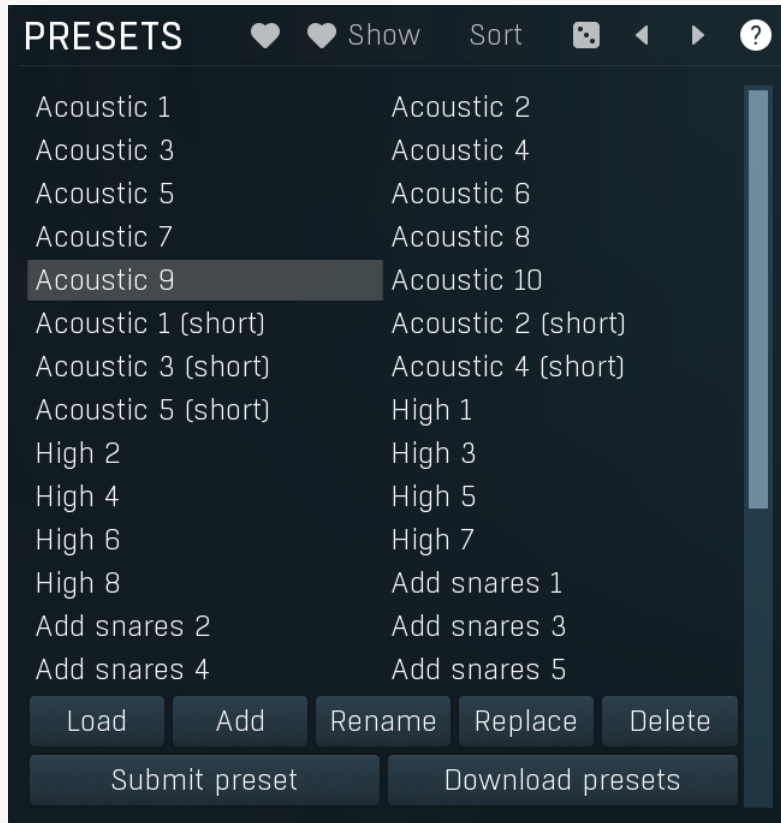 PRESETS Show Sort ?
Acoustic 1 Acoustic 2
Acoustic 3 Acoustic 4
Acoustic 5 Acoustic 6
Acoustic 7 Acoustic 8
Acoustic 9 Acoustic 10
Acoustic 1 (short) Acoustic 2 (short)
Acoustic 3 (short) Acoustic 4 (short)
Acoustic 5 (short) High 1
High 2 High 3
High 4 High 5
High 6 High 7
High 8 Add snares 1
Add snares 2 Add snares 3
Add snares 4 Add snares 5
Load Add Rename Replace Delete
Submit preset Download presets